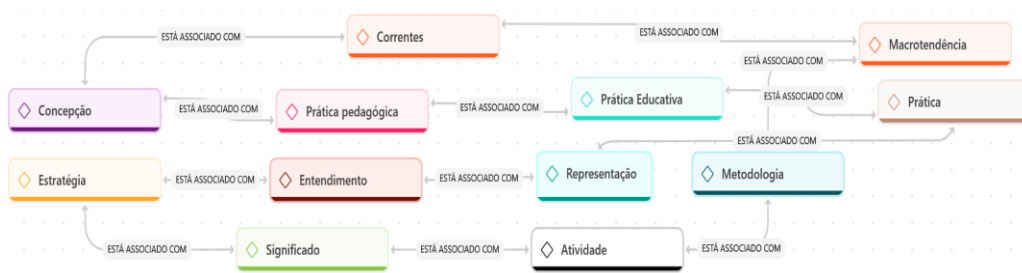 Correntes
ESTÁ ASSOCIADO COM
ESTÁ ASSOCIADO COM
Macrotendência
ESTÁ ASSOCIADO COM
Concepção
ESTÁ ASSOCIADO COM
Prática pedagógica
ESTÁ ASSOCIADO COM
Prática Educativa
ESTÁ ASSOCIADO COM
Prática
ESTÁ ASSOCIADO COM
Estratégia
ESTÁ ASSOCIADO COM
Entendimento
ESTÁ ASSOCIADO COM
Representação
Metodologia
ESTÁ ASSOCIADO COM
Significado
ESTÁ ASSOCIADO COM
Atividade
ESTÁ ASSOCIADO COM